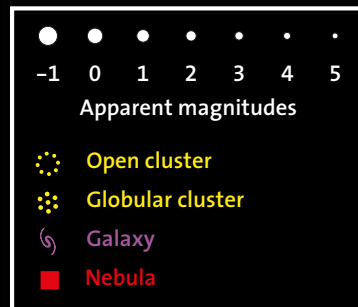 –1 0 1 2 3 4 5
Apparent magnitudes
Open cluster
Globular cluster
Galaxy
Nebula